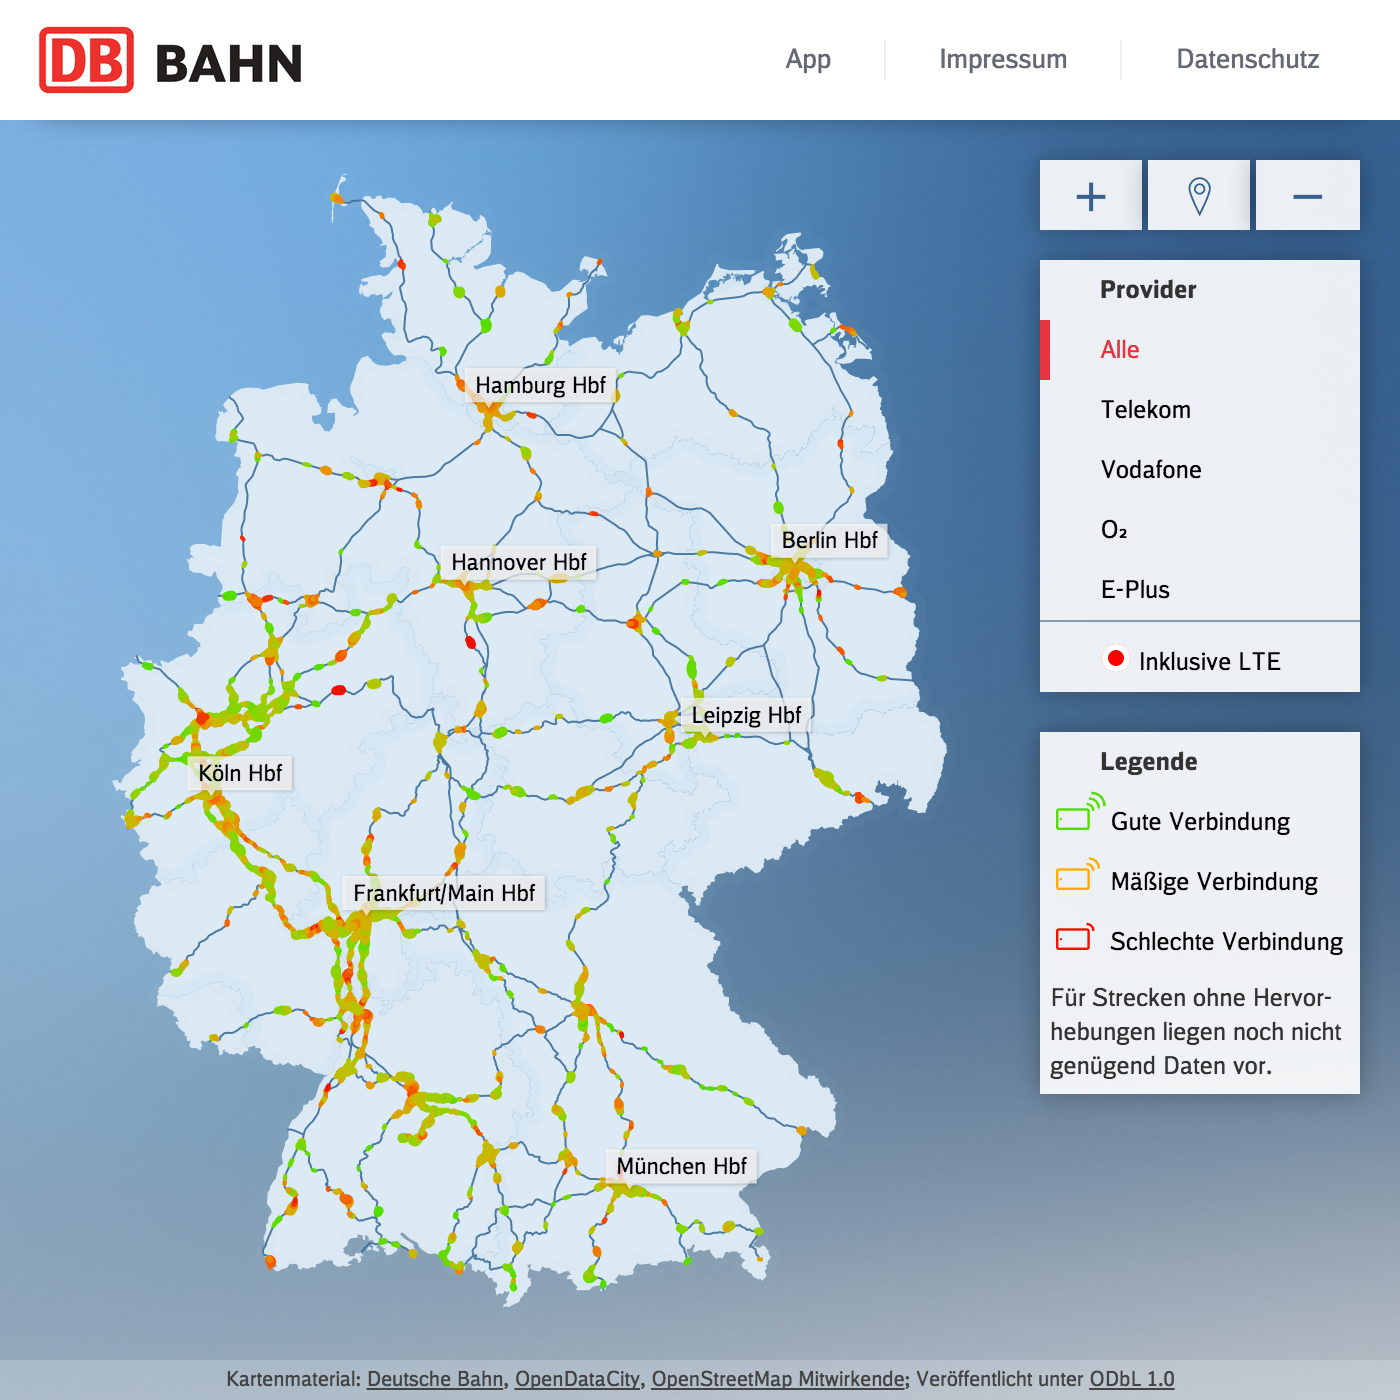 DB BAHN
App
Impressum
Datenschutz
Provider
Alle
Telekom
Vodafone
O₂
E-Plus
Inklusive LTE
Legende
Gute Verbindung
Mäßige Verbindung
Schlechte Verbindung
Für Strecken ohne Hervor-
hebungen liegen noch nicht
genügend Daten vor.
Hamburg Hbf
Berlin Hbf
Hannover Hbf
Leipzig Hbf
Köln Hbf
Frankfurt/Main Hbf
München Hbf
Kartenmaterial: Deutsche Bahn, OpenDataCity, OpenStreetMap Mitwirkende; Veröffentlicht unter ODbL 1.0